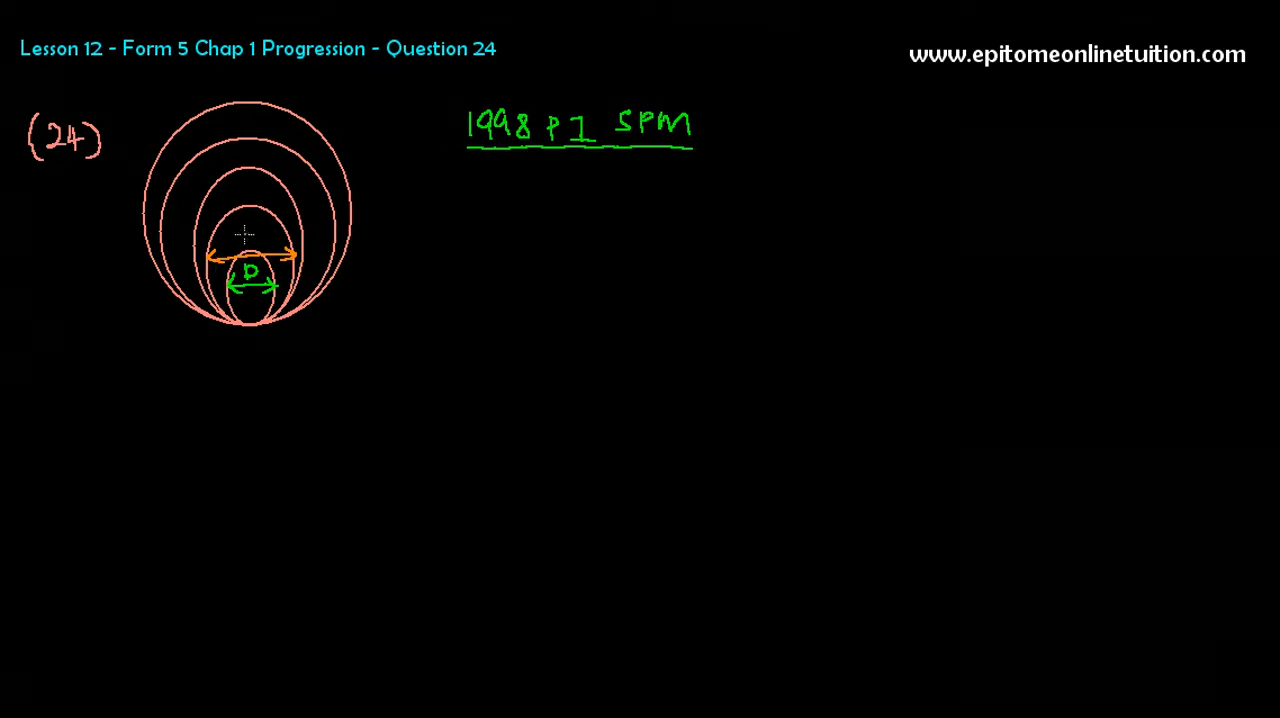 Lesson 12 - Form 5 Chap 1 Progression - Question 24
www.epitomeonlinetuition.com
(24)
1998 P1 SPM
D